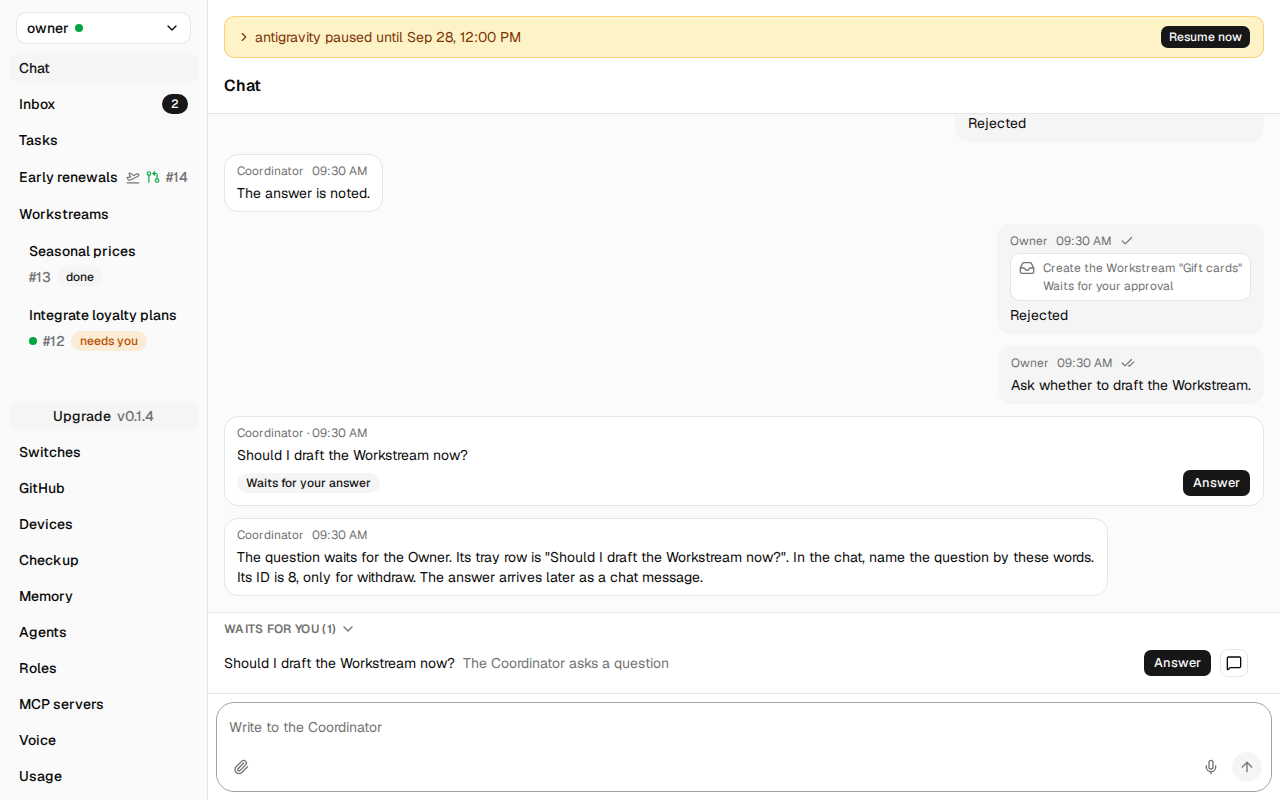 owner
Chat
Inbox 2
Tasks
Early renewals #14
Workstreams
Seasonal prices
#13 done
Integrate loyalty plans
#12 needs you
Upgrade v0.1.4
Switches
GitHub
Devices
Checkup
Memory
Agents
Roles
MCP servers
Voice
Usage
antigravity paused until Sep 28, 12:00 PM
Resume now
Chat
Rejected
Coordinator 09:30 AM
The answer is noted.
Owner 09:30 AM
Create the Workstream "Gift cards"
Waits for your approval
Rejected
Owner 09:30 AM
Ask whether to draft the Workstream.
Coordinator · 09:30 AM
Should I draft the Workstream now?
Waits for your answer
Answer
Coordinator 09:30 AM
The question waits for the Owner. Its tray row is "Should I draft the Workstream now?". In the chat, name the question by these words.
Its ID is 8, only for withdraw. The answer arrives later as a chat message.
WAITS FOR YOU (1)
Should I draft the Workstream now? The Coordinator asks a question
Answer
Write to the Coordinator